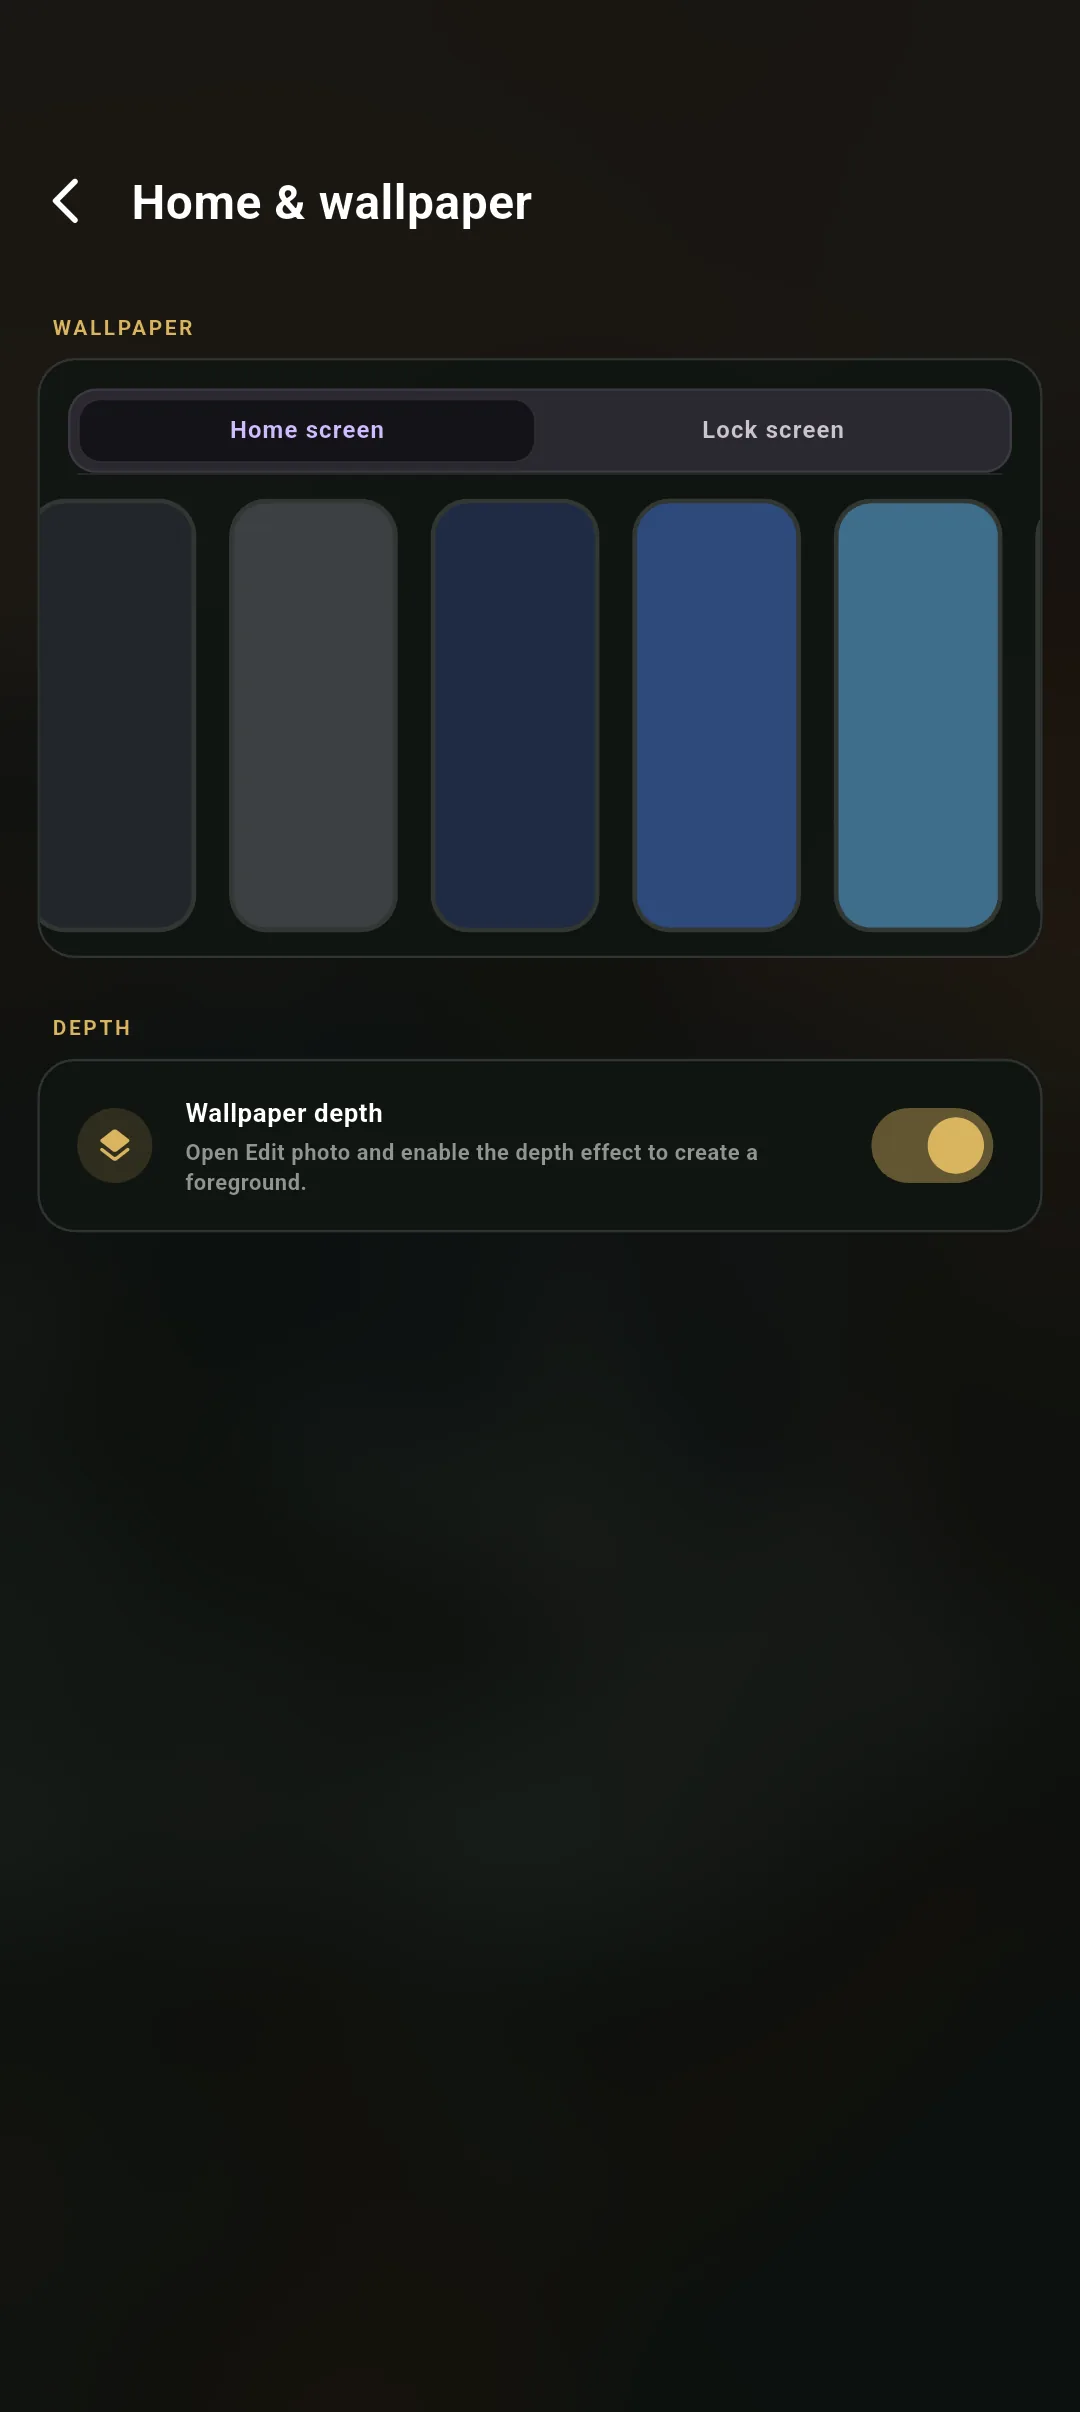 Home & wallpaper
WALLPAPER
Home screen
Lock screen
DEPTH
Wallpaper depth
Open Edit photo and enable the depth effect to create a
foreground.